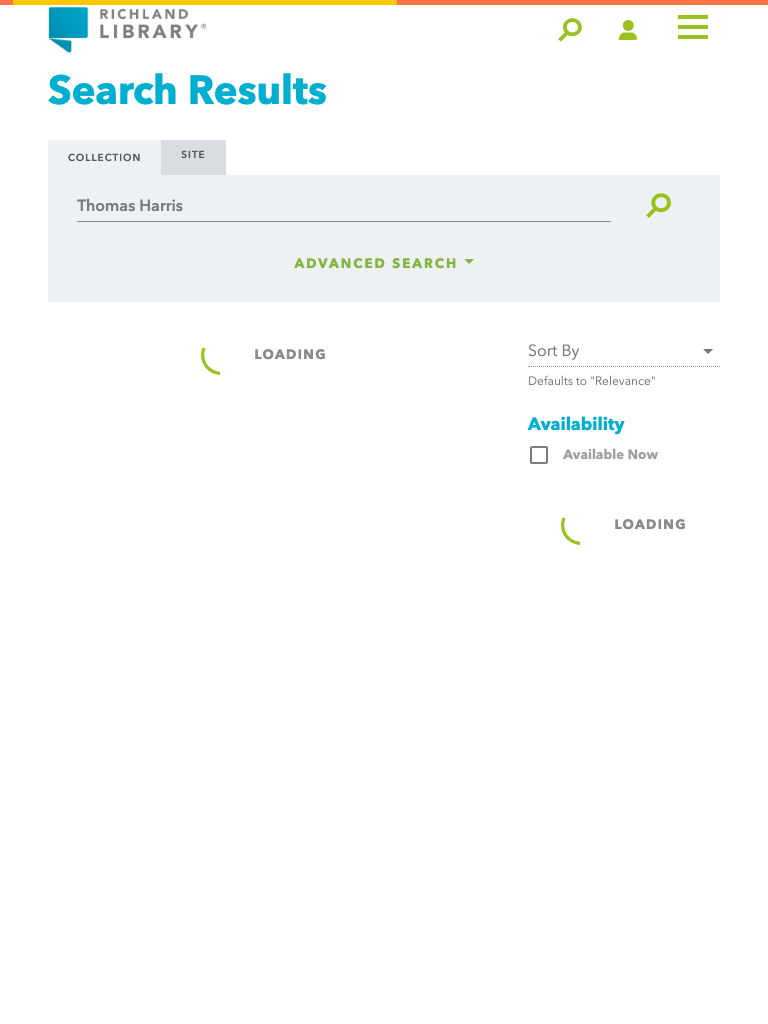 RICHLAND
LIBRARY®
Search Results
COLLECTION
SITE
Thomas Harris
ADVANCED SEARCH
LOADING
Sort By
Defaults to "Relevance"
Availability
Available Now
LOADING